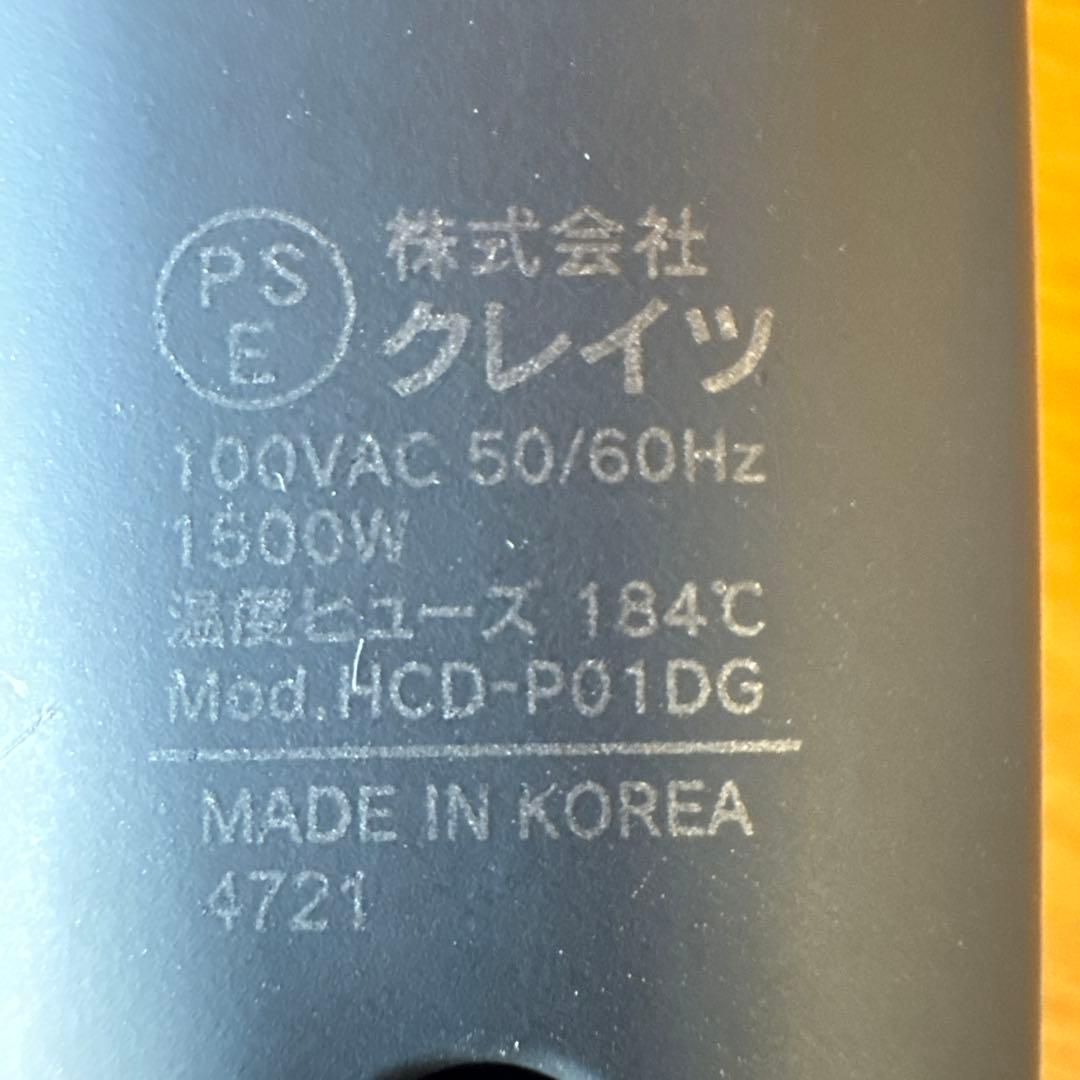 PS
E
株式会社
クレイツ
100VAC 50/60Hz
1500W
温度ヒューズ 184℃
Mod.HCD-P01DG
MADE IN KOREA
4721